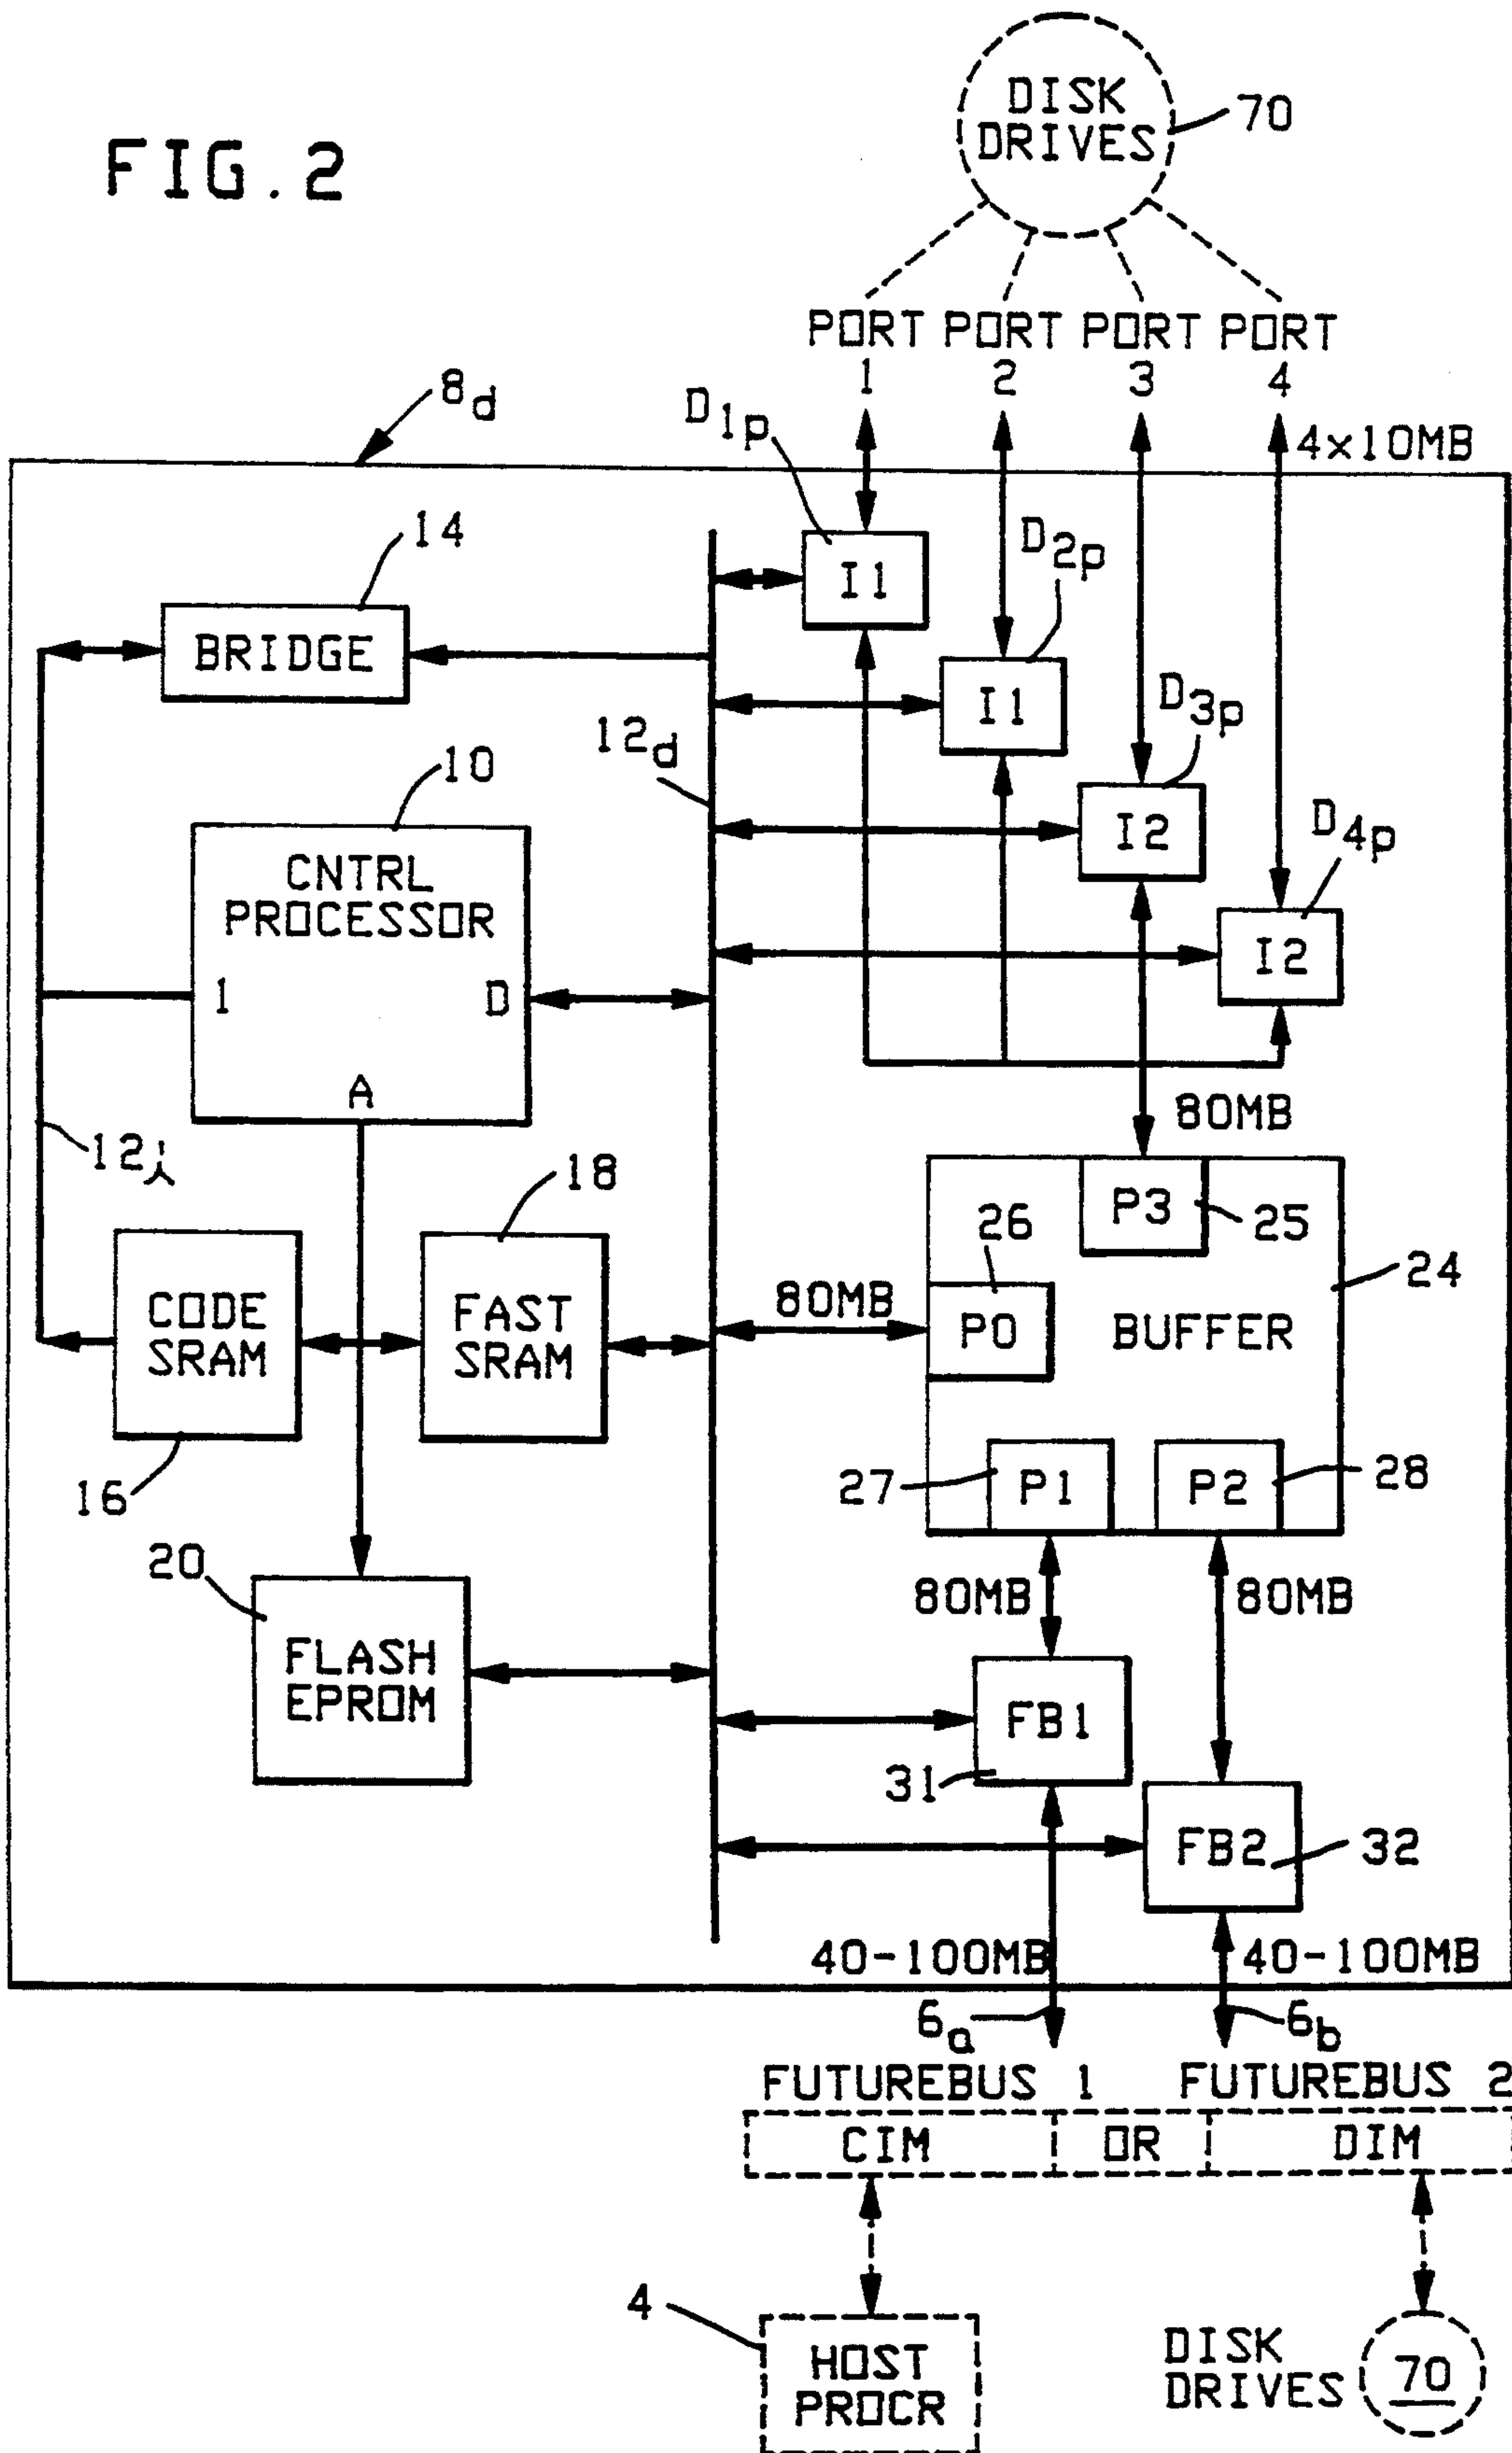 FIG.2
DISK
DRIVES
70
PORT PORT PORT PORT
1 2 3 4
8d
D1p
4x10MB
14
I1
D2p
BRIDGE
I1
D3p
12d
10
I2
D4p
CNTRL
PROCESSOR
I2
1 D
A
80MB
12i
18
P3
25
26
24
CODE
SRAM
FAST
SRAM
80MB
P0
BUFFER
16
27
P1
P2
28
20
80MB
80MB
FLASH
EPROM
FB1
31
FB2
32
40-100MB
40-100MB
6a
6b
FUTUREBUS 1
FUTUREBUS 2
CIM
OR
DIM
4
HOST
PROCR
DISK
DRIVES
70